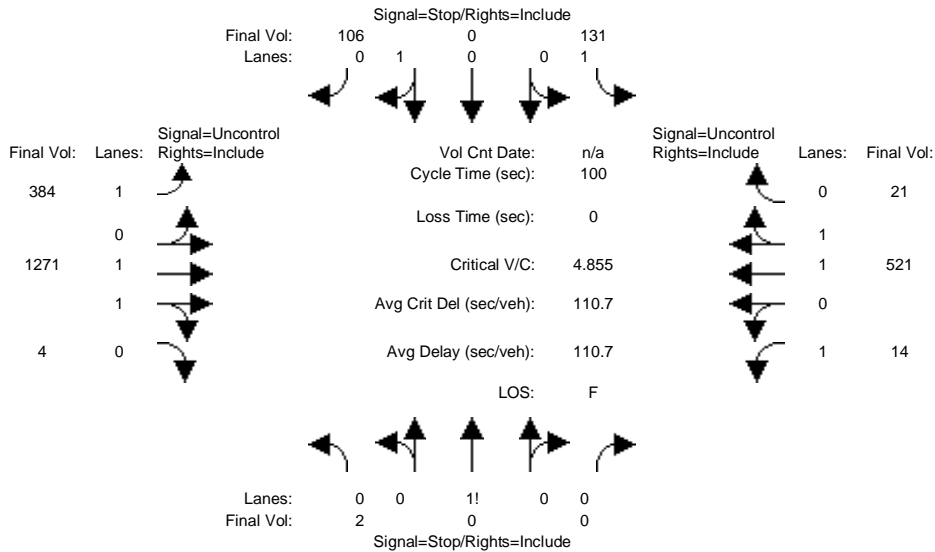 Signal=Stop/Rights=Include
Final Vol: 106 0 131
Lanes: 0 1 0 0 1
Signal=Uncontrol
Final Vol: Lanes: Rights=Include
Vol Cnt Date: n/a
Signal=Uncontrol
Rights=Include Lanes: Final Vol:
Cycle Time (sec): 100
384 1
0 21
Loss Time (sec): 0
0
1
1271 1
Critical V/C: 4.855
1 521
1
Avg Crit Del (sec/veh): 110.7
0
4 0
Avg Delay (sec/veh): 110.7
1 14
LOS: F
Lanes: 0 0 1! 0 0
Final Vol: 2 0 0
Signal=Stop/Rights=Include